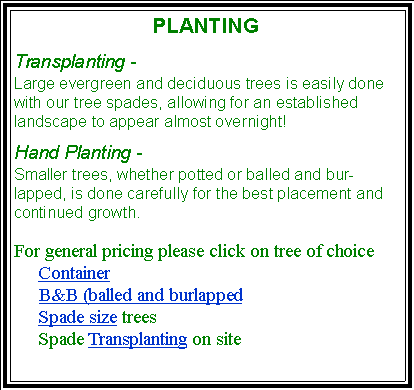 PLANTING
Transplanting -
Large evergreen and deciduous trees is easily done
with our tree spades, allowing for an established
landscape to appear almost overnight!
Hand Planting -
Smaller trees, whether potted or balled and bur-
lapped, is done carefully for the best placement and
continued growth.
For general pricing please click on tree of choice
Container
B&B (balled and burlapped
Spade size trees
Spade Transplanting on site